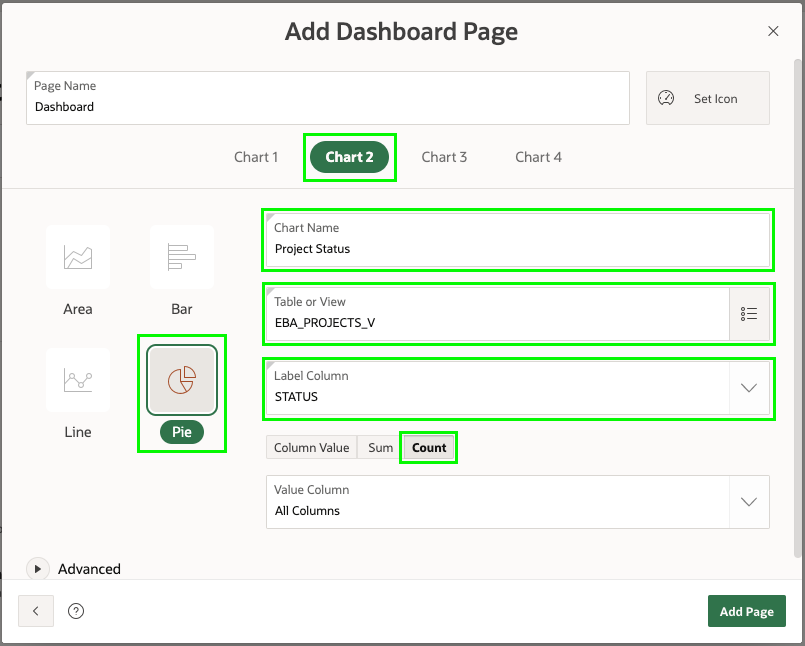 Add Dashboard Page
Page Name
Dashboard
Set Icon
Chart 1
Chart 2
Chart 3
Chart 4
Area
Bar
Line
Pie
Chart Name
Project Status
Table or View
EBA_PROJECTS_V
Label Column
STATUS
Column Value
Sum
Count
Value Column
All Columns
Advanced
Add Page